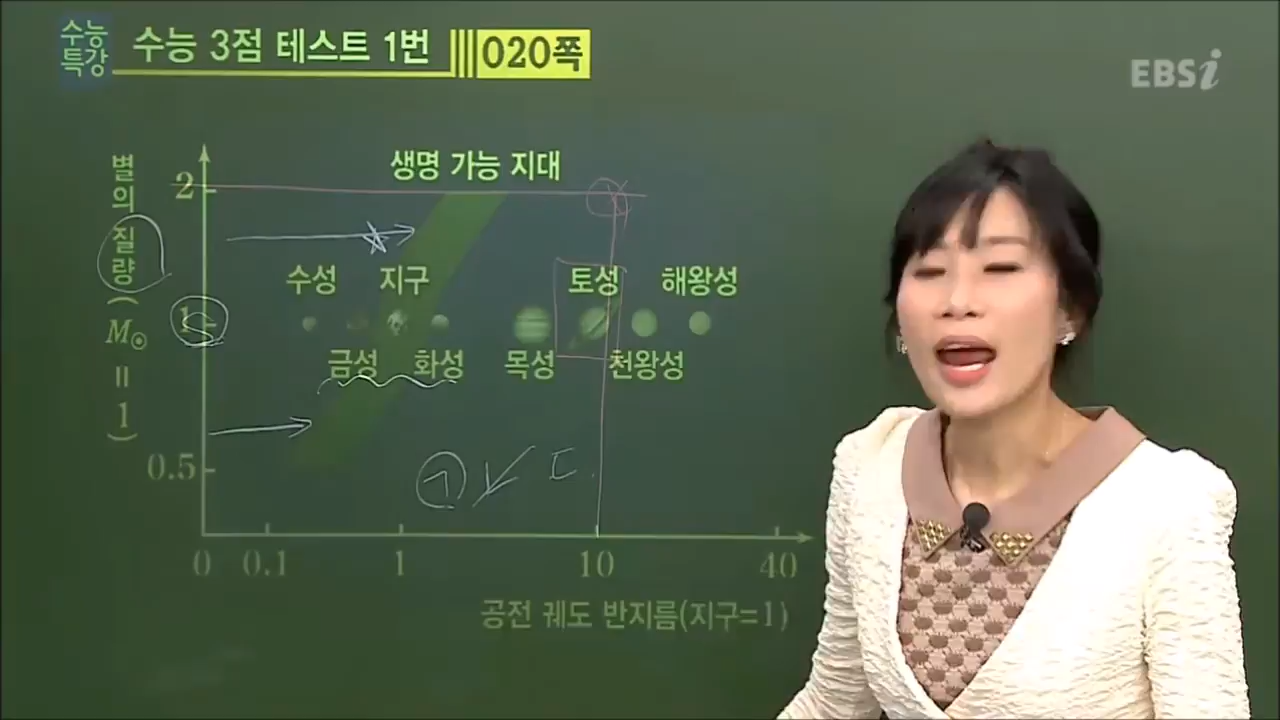 수능
특강
수능 3점 테스트 1번
020쪽
EBSi
별의 질량(M☉=1)
생명 가능 지대
2
수성
지구
토성
해왕성
1
금성
화성
목성
천왕성
0.5
ㄱ
ㄷ.
0
0.1
1
10
40
공전 궤도 반지름(지구=1)